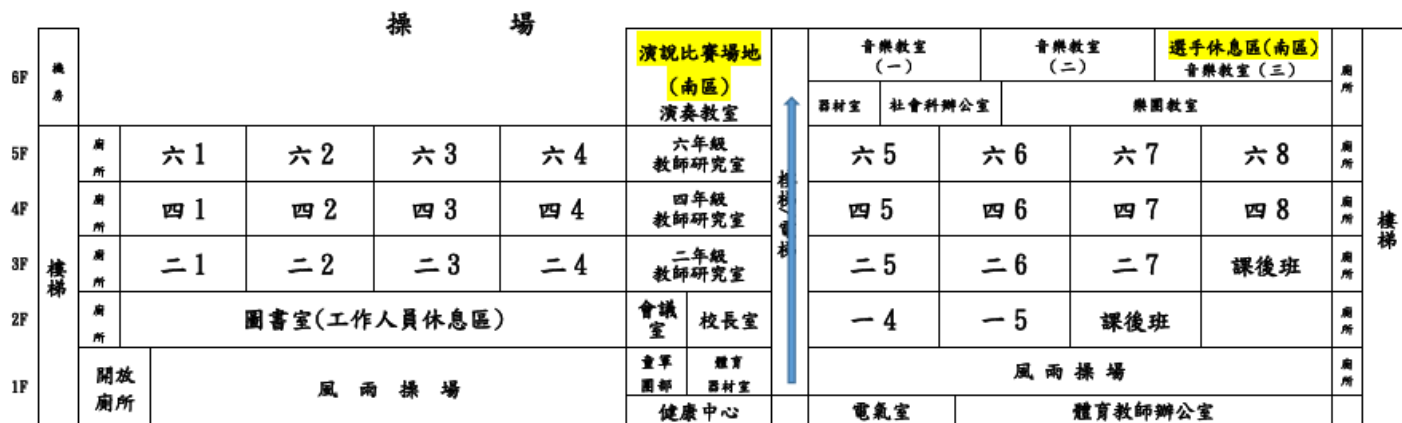 操 場
6F
機房
演說比賽場地
(南區)
演奏教室
音樂教室
(一)
音樂教室
(二)
選手休息區(南區)
音樂教室(三)
廁所
器材室
社會科辦公室
樂團教室
5F
廁所
六1
六2
六3
六4
六年級
教師研究室
樓梯/電梯
六5
六6
六7
六8
廁所
4F
廁所
四1
四2
四3
四4
四年級
教師研究室
四5
四6
四7
四8
廁所
樓梯
3F
樓梯
廁所
二1
二2
二3
二4
二年級
教師研究室
二5
二6
二7
課後班
廁所
2F
廁所
圖書室(工作人員休息區)
會議室
校長室
一4
一5
課後班
廁所
1F
開放
廁所
風 雨 操 場
童軍
團部
體育
器材室
風 雨 操 場
廁所
健康中心
電氣室
體育教師辦公室